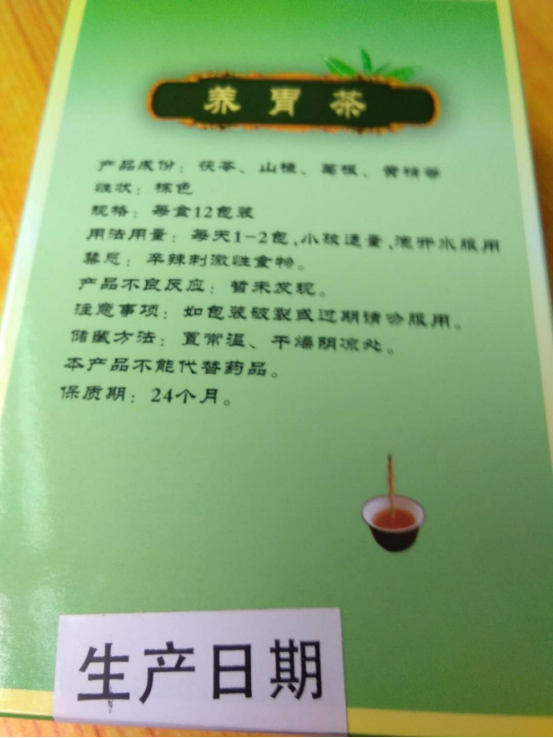 养胃茶
产品成份：茯苓、山楂、葛根、黄精等
性状：棕色
规格：每盒12包装
用法用量：每天1-2包,小孩适量,泡开水服用
禁忌：辛辣刺激性食物。
产品不良反应：暂未发现。
注意事项：如包装破裂或过期请勿服用。
储藏方法：置常温、干燥阴凉处。
本产品不能代替药品。
保质期：24个月。
生产日期